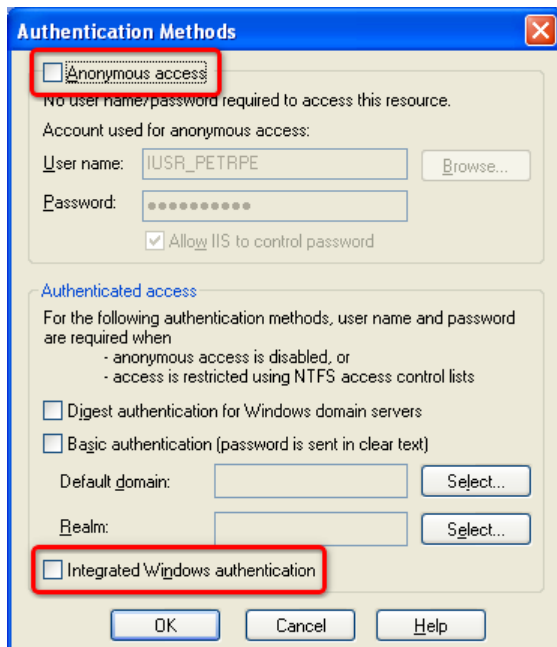 Authentication Methods
Anonymous access
No user name/password required to access this resource.
Account used for anonymous access:
User name: IUSR_PETRPE Browse...
Password: ●●●●●●●●●●
Allow IIS to control password
Authenticated access
For the following authentication methods, user name and password
are required when
- anonymous access is disabled, or
- access is restricted using NTFS access control lists
Digest authentication for Windows domain servers
Basic authentication (password is sent in clear text)
Default domain: Select...
Realm: Select...
Integrated Windows authentication
OK Cancel Help